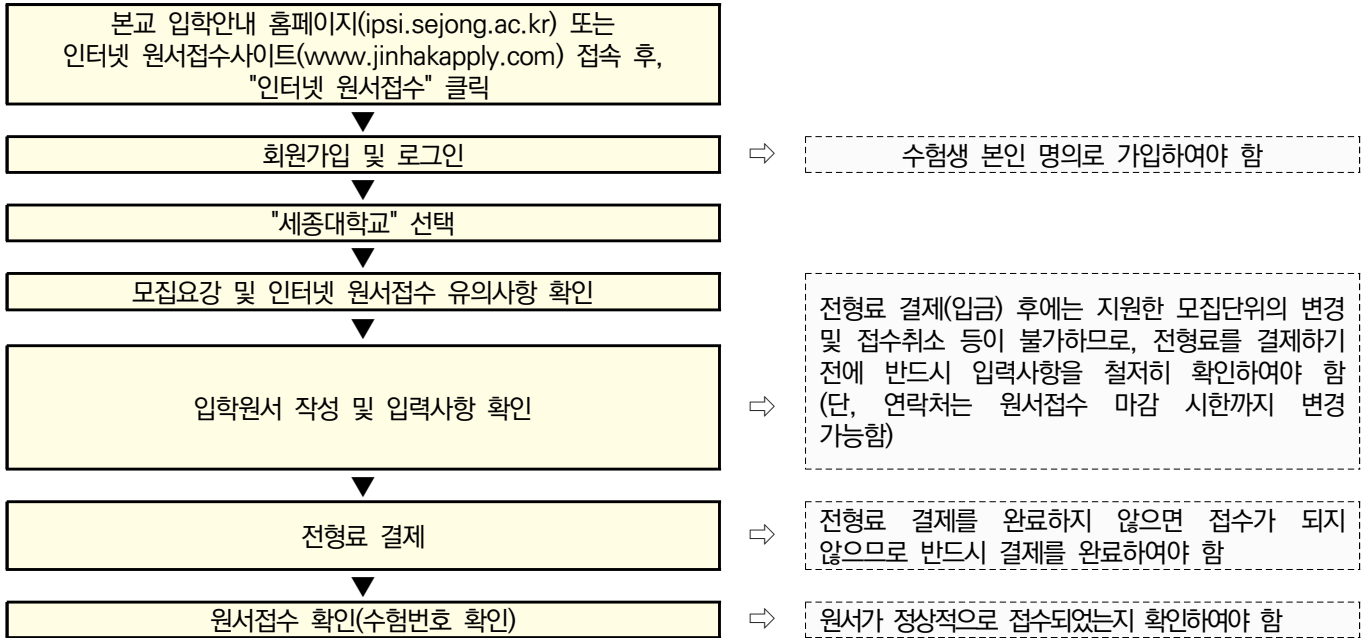 본교 입학안내 홈페이지(ipsi.sejong.ac.kr) 또는
인터넷 원서접수사이트(www.jinhakapply.com) 접속 후,
"인터넷 원서접수" 클릭
▼
회원가입 및 로그인
⇨
수험생 본인 명의로 가입하여야 함
▼
"세종대학교" 선택
▼
모집요강 및 인터넷 원서접수 유의사항 확인
▼
입학원서 작성 및 입력사항 확인
⇨
전형료 결제(입금) 후에는 지원한 모집단위의 변경
및 접수취소 등이 불가하므로, 전형료를 결제하기
전에 반드시 입력사항을 철저히 확인하여야 함
(단, 연락처는 원서접수 마감 시한까지 변경
가능함)
▼
전형료 결제
⇨
전형료 결제를 완료하지 않으면 접수가 되지
않으므로 반드시 결제를 완료하여야 함
▼
원서접수 확인(수험번호 확인)
⇨
원서가 정상적으로 접수되었는지 확인하여야 함